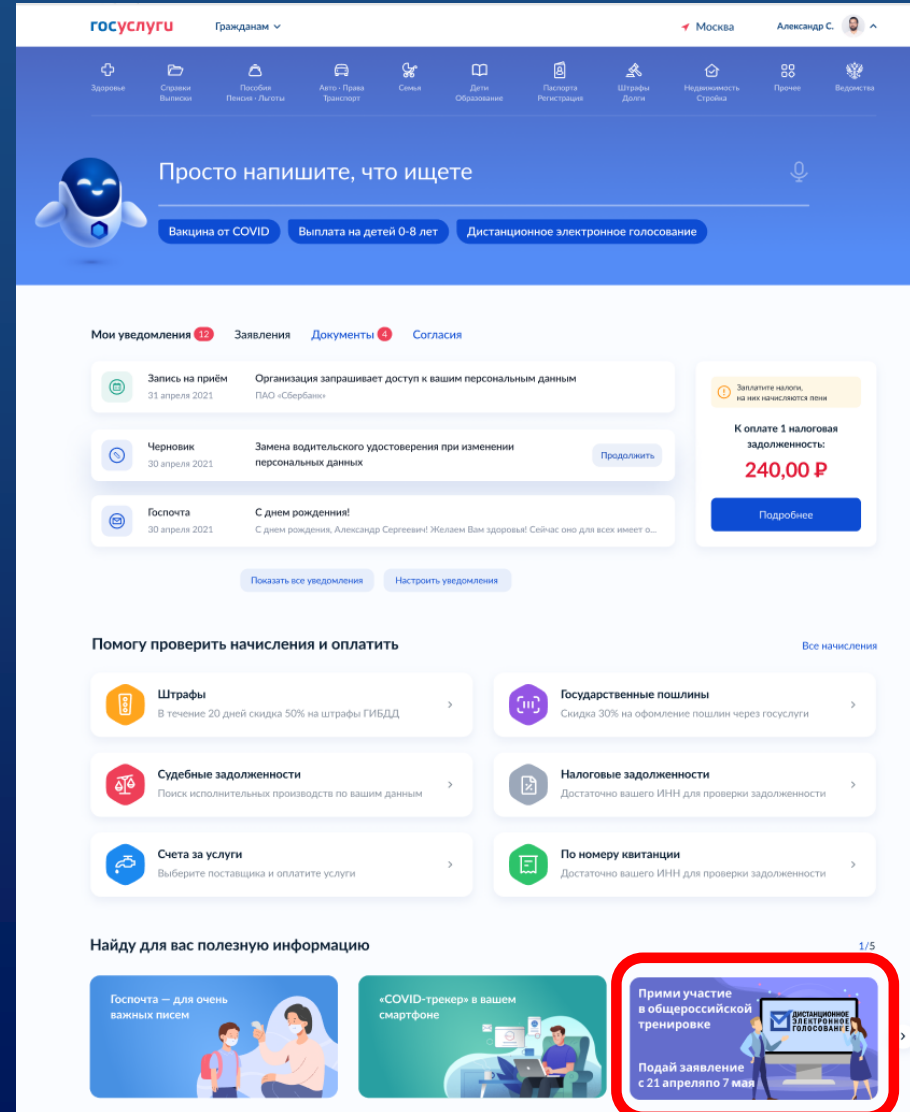 госуслуги
Гражданам
Москва
Александр С.
Здоровье
Справки
Выписки
Пособия
Пенсия · Льготы
Авто · Права
Транспорт
Семья
Дети
Образование
Паспорта
Регистрация
Штрафы
Долги
Недвижимость
Стройка
Прочее
Ведомства
Просто напишите, что ищете
Вакцина от COVID
Выплата на детей 0-8 лет
Дистанционное электронное голосование
Мои уведомления 12
Заявления
Документы 4
Согласия
Запись на приём
31 апреля 2021
Организация запрашивает доступ к вашим персональным данным
ПАО «Сбербанк»
Черновик
30 апреля 2021
Замена водительского удостоверения при изменении
персональных данных
Продолжить
Госпочта
30 апреля 2021
С днем рожденния!
С днем рождения, Александр Сергеевич! Желаем Вам здоровья! Сейчас оно для всех имеет о...
Заплатите налоги,
на них начисляются пени
К оплате 1 налоговая
задолженность:
240,00 ₽
Подробнее
Показать все уведомления
Настроить уведомления
Помогу проверить начисления и оплатить
Все начисления
Штрафы
В течение 20 дней скидка 50% на штрафы ГИБДД
Государственные пошлины
Скидка 30% на офомление пошлин через госуслуги
Судебные задолженности
Поиск исполнительных производств по вашим данным
Налоговые задолженности
Достаточно вашего ИНН для проверки задолженности
Счета за услуги
Выберите поставщика и оплатите услуги
По номеру квитанции
Достаточно вашего ИНН для проверки задолженности
Найду для вас полезную информацию
1/5
Госпочта — для очень
важных писем
«COVID-трекер» в вашем
смартфоне
Прими участие
в общероссийской
тренировке
Подай заявление
с 21 апреляпо 7 мая
ДИСТАНЦИОННОЕ
ЭЛЕКТРОННОЕ
ГОЛОСОВАНИЕ